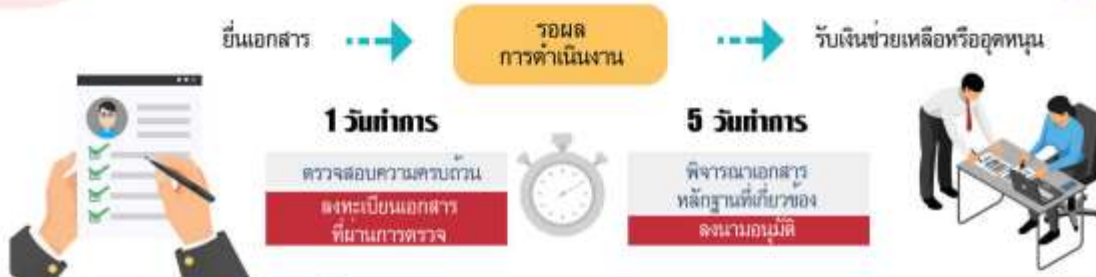 ยื่นเอกสาร
รอผล
การดำเนินงาน
รับเงินช่วยเหลือหรืออุดหนุน
1 วันทำการ
ตรวจสอบความครบถ้วน
ลงทะเบียนเอกสาร
ที่ผ่านการตรวจ
5 วันทำการ
พิจารณาเอกสาร
หลักฐานที่เกี่ยวข้อง
ลงนามอนุมัติ